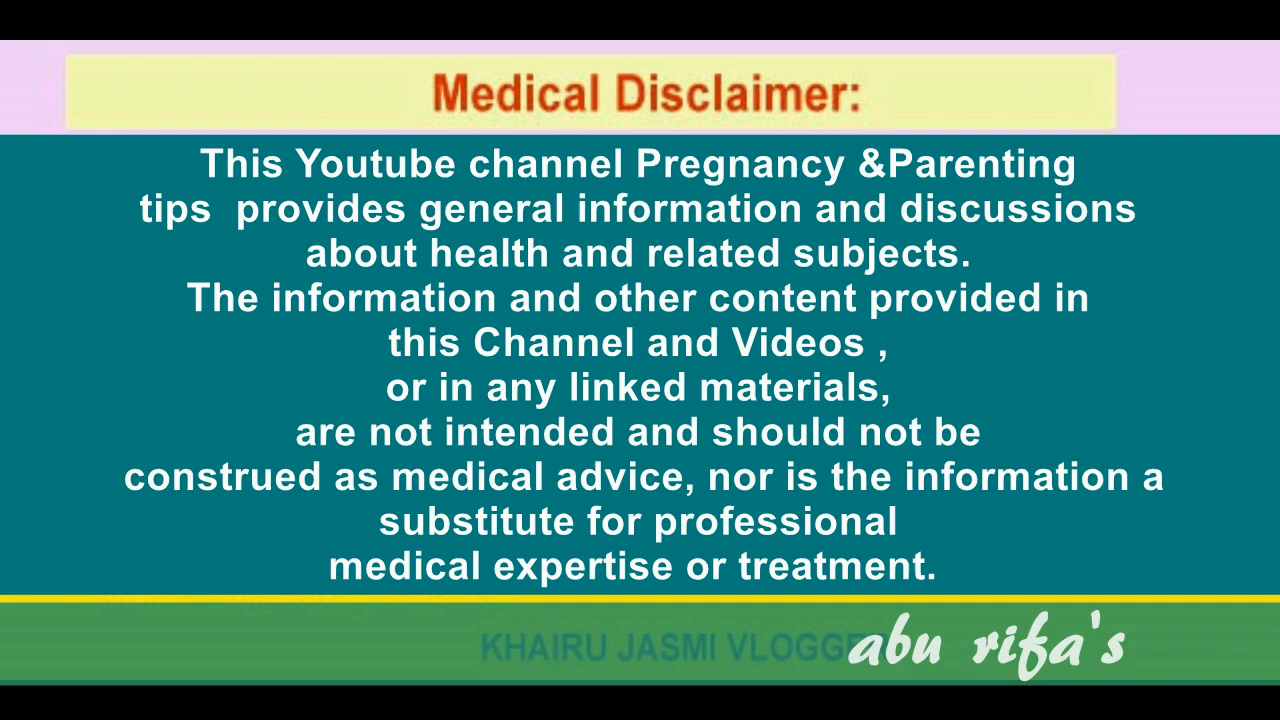 Medical Disclaimer:
This Youtube channel Pregnancy &Parenting
tips  provides general information and discussions
about health and related subjects.
The information and other content provided in
this Channel and Videos ,
or in any linked materials,
are not intended and should not be
construed as medical advice, nor is the information a
substitute for professional
medical expertise or treatment.
KHAIRU JASMI
abu rifa's